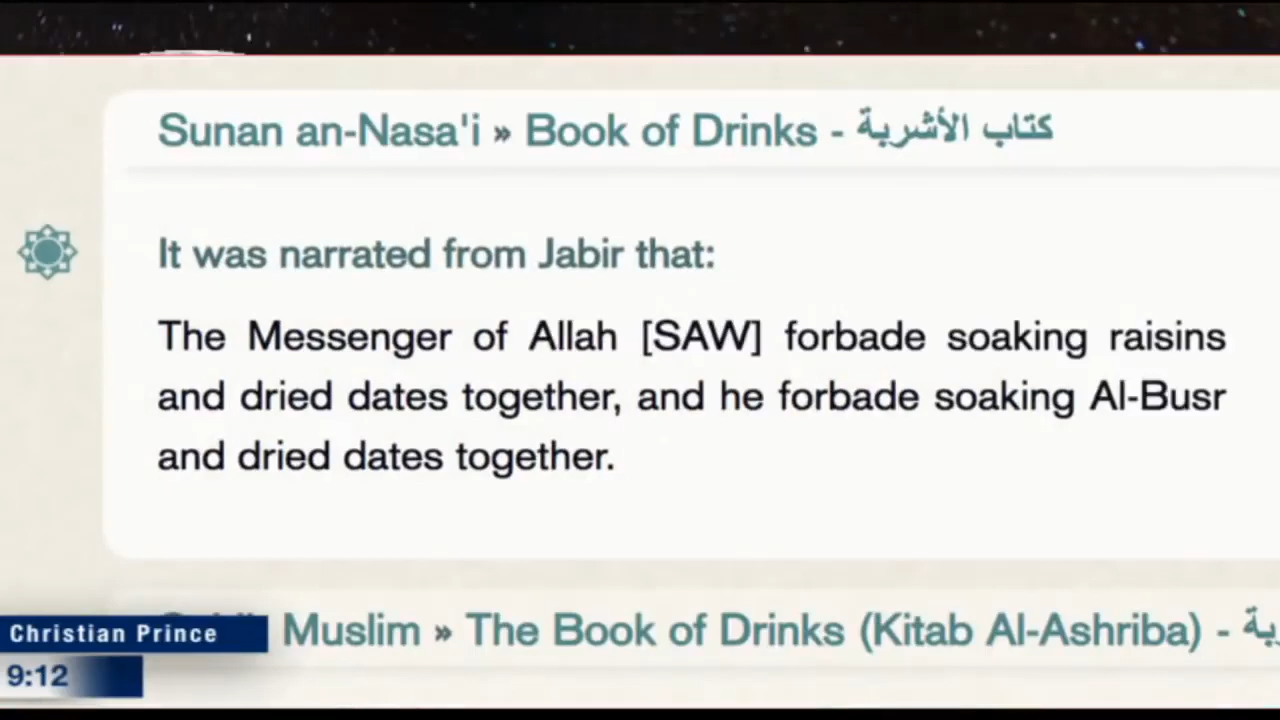 Sunan an-Nasa'i » Book of Drinks - كتاب الأشربة
It was narrated from Jabir that:
The Messenger of Allah [SAW] forbade soaking raisins
and dried dates together, and he forbade soaking Al-Busr
and dried dates together.
Muslim » The Book of Drinks (Kitab Al-Ashriba) -
Christian Prince
9:12